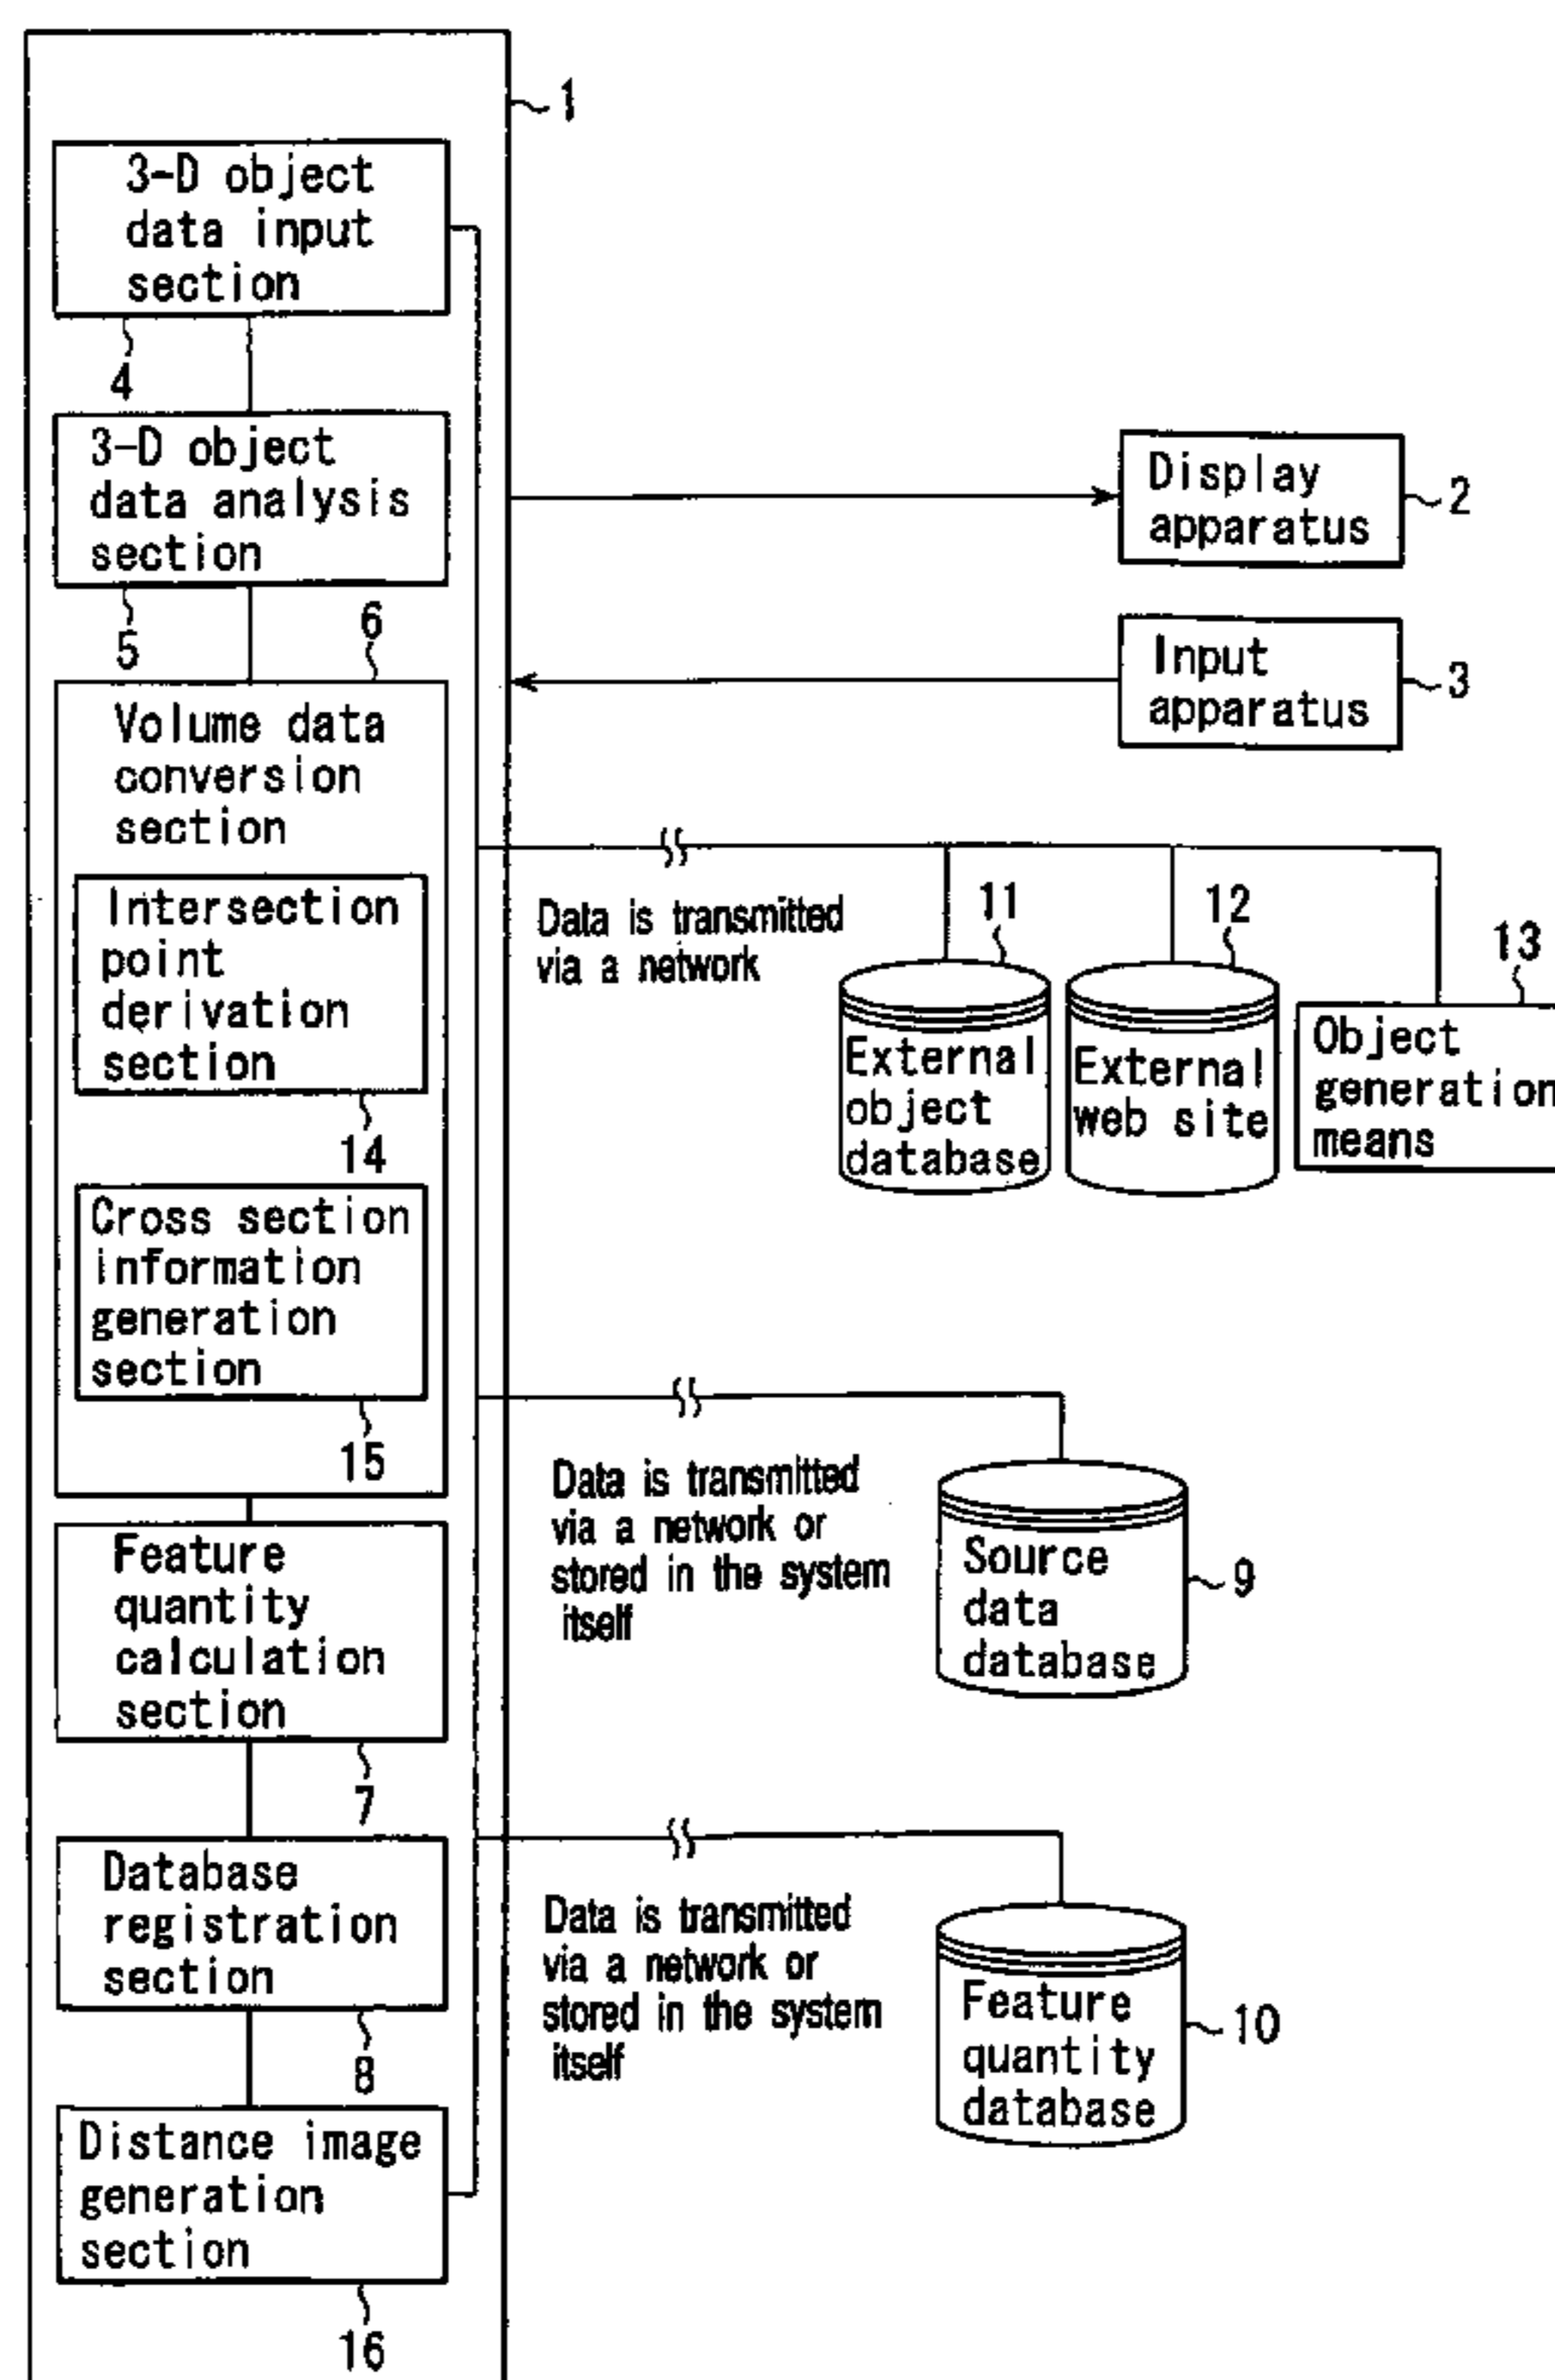 1
3-D object
data input
section
4
3-D object
data analysis
section
5
6
Volume data
conversion
section
Intersection
point
derivation
section
14
Cross section
information
generation
section
15
Feature
quantity
calculation
section
7
Database
registration
section
8
Distance image
generation
section
16
Display
apparatus
2
Input
apparatus
3
Data is transmitted
via a network
11
External
object
database
12
External
web site
13
Object
generation
means
Data is transmitted
via a network or
stored in the system
itself
Source
data
database
9
Data is transmitted
via a network or
stored in the system
itself
Feature
quantity
database
10